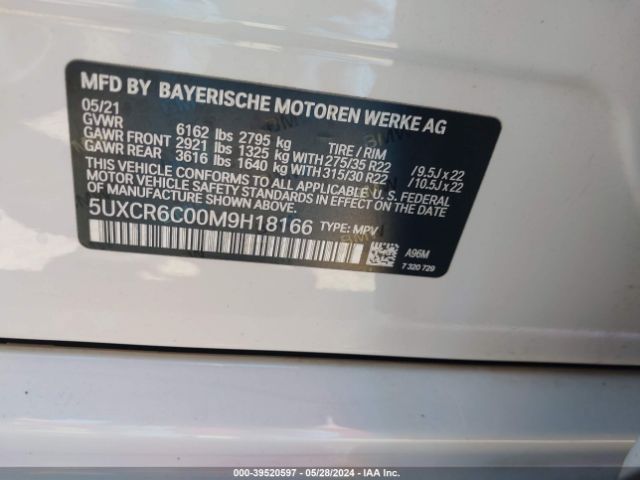 MFD BY BAYERISCHE MOTOREN WERKE AG
05/21
GVWR 6162 lbs 2795 kg TIRE / RIM
GAWR FRONT 2921 lbs 1325 kg WITH 275/35 R22 /9.5J x 22
GAWR REAR 3616 lbs 1640 kg WITH 315/30 R22 /10.5J x 22
THIS VEHICLE CONFORMS TO ALL APPLICABLE U.S. FEDERAL
MOTOR VEHICLE SAFETY STANDARDS IN EFFECT ON THE
DATE OF MANUFACTURE SHOWN ABOVE.
5UXCR6C00M9H18166 TYPE: MPV
A96M
7 320 729
000-39520597 - 05/28/2024 - IAA Inc.